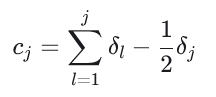 $c_j = \sum_{l=1}^{j} \delta_l - \frac{1}{2} \delta_j$